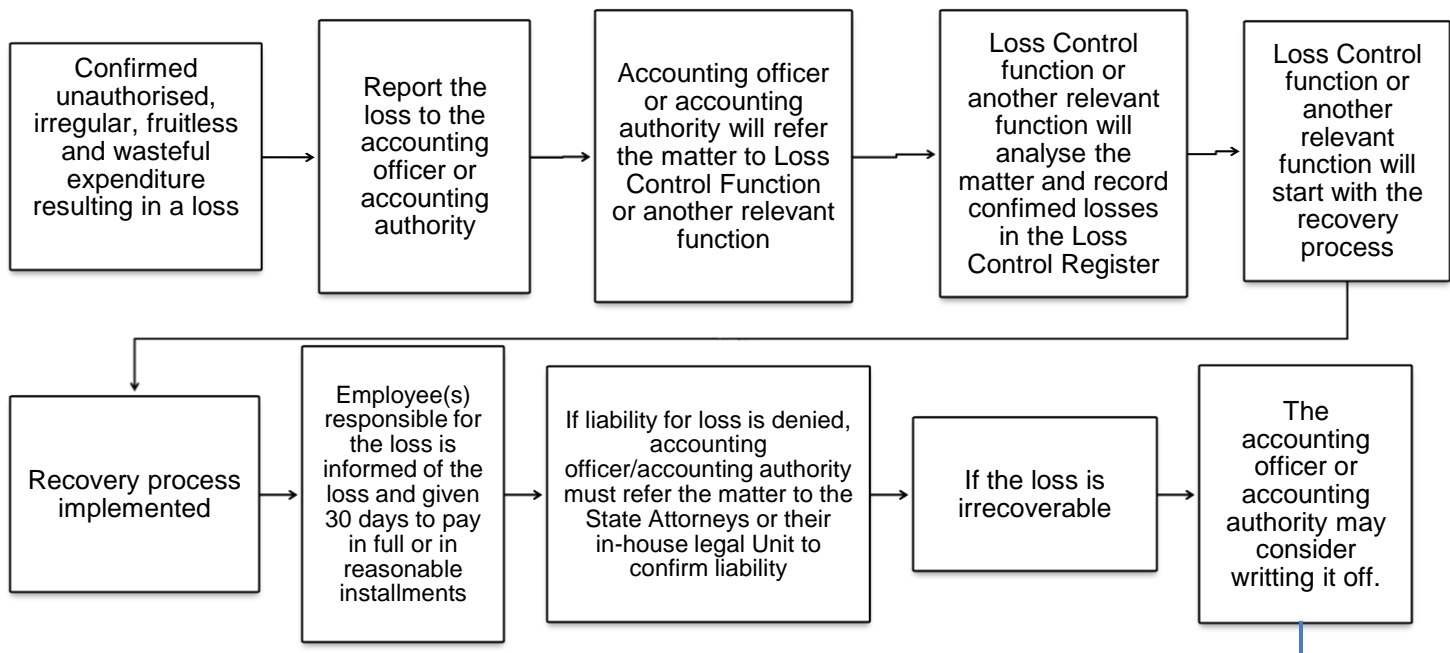 Confirmed
unauthorised,
irregular, fruitless
and wasteful
expenditure
resulting in a loss
Report the
loss to the
accounting
officer or
accounting
authority
Accounting officer
or accounting
authority will refer
the matter to Loss
Control Function
or another relevant
function
Loss Control
function or
another relevant
function will
analyse the
matter and record
confimed losses
in the Loss
Control Register
Loss Control
function or
another
relevant
function will
start with the
recovery
process
Recovery process
implemented
Employee(s)
responsible for
the loss is
informed of the
loss and given
30 days to pay
in full or in
reasonable
installments
If liability for loss is denied,
accounting
officer/accounting authority
must refer the matter to the
State Attorneys or their
in-house legal Unit to
confirm liability
If the loss is
irrecoverable
The
accounting
officer or
accounting
authority may
consider
writting it off.